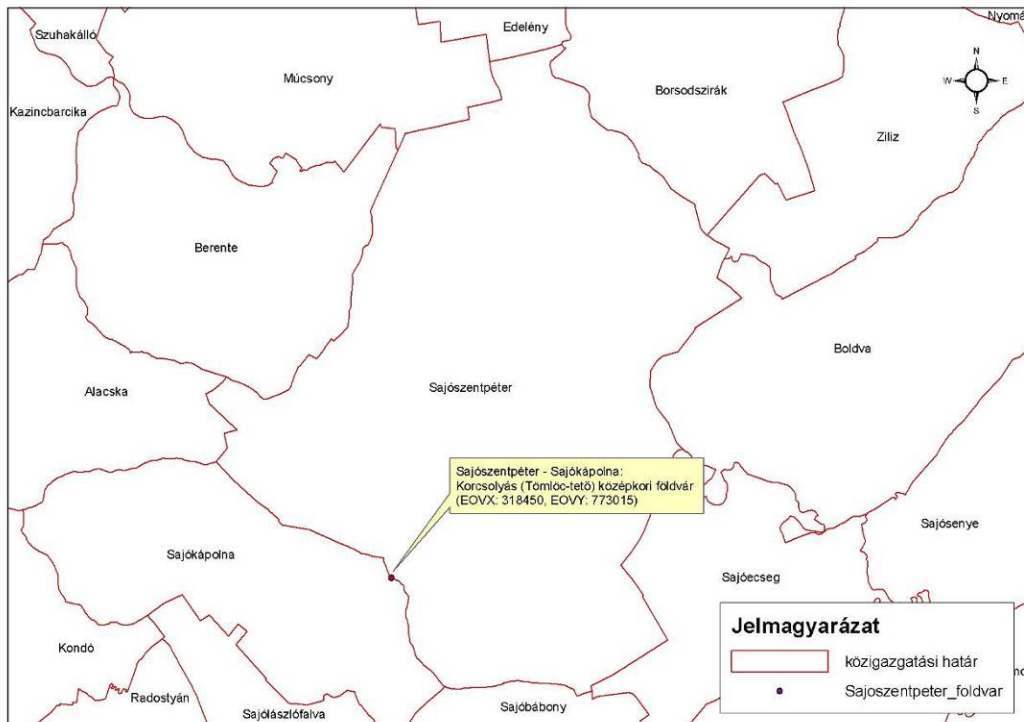 Nyomá
Edelény
Szuhakálló
N
Múcsony
W
E
Borsodszirák
S
Kazincbarcika
Ziliz
Berente
Boldva
Sajószentpéter
Alacska
Sajószentpéter - Sajókápolna:
Korcsolyás (Tömlöc-tető) középkori földvár
(EOVX: 318450, EOVY: 773015)
Sajósenye
Sajókápolna
Sajóecseg
Jelmagyarázat
Kondó
közigazgatási határ
Radostyán
Sajoszentpeter_foldvar
Sajóbábony
Sajólászlófalva